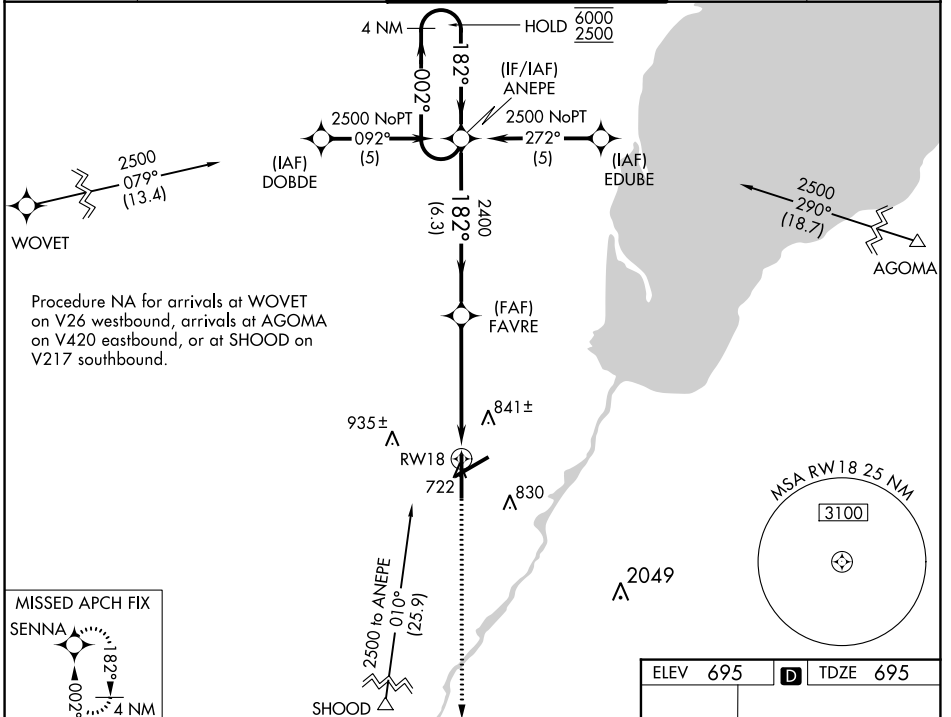 4 NM
HOLD
6000
2500
182°
002°
(IF/IAF)
ANEPE
2500 NoPT
092°
(5)
2500 NoPT
272°
(5)
(IAF)
DOBDE
(IAF)
EDUBE
2500
079°
(13.4)
WOVET
2400
182°
(6.3)
2500
290°
(18.7)
AGOMA
Procedure NA for arrivals at WOVET
on V26 westbound, arrivals at AGOMA
on V420 eastbound, or at SHOOD on
V217 southbound.
(FAF)
FAVRE
935±
841±
RW18
722
830
MSA RW18 25 NM
3100
2049
2500 to ANEPE
010°
(25.9)
SHOOD
MISSED APCH FIX
SENNA
182°
002°
4 NM
ELEV 695 D TDZE 695